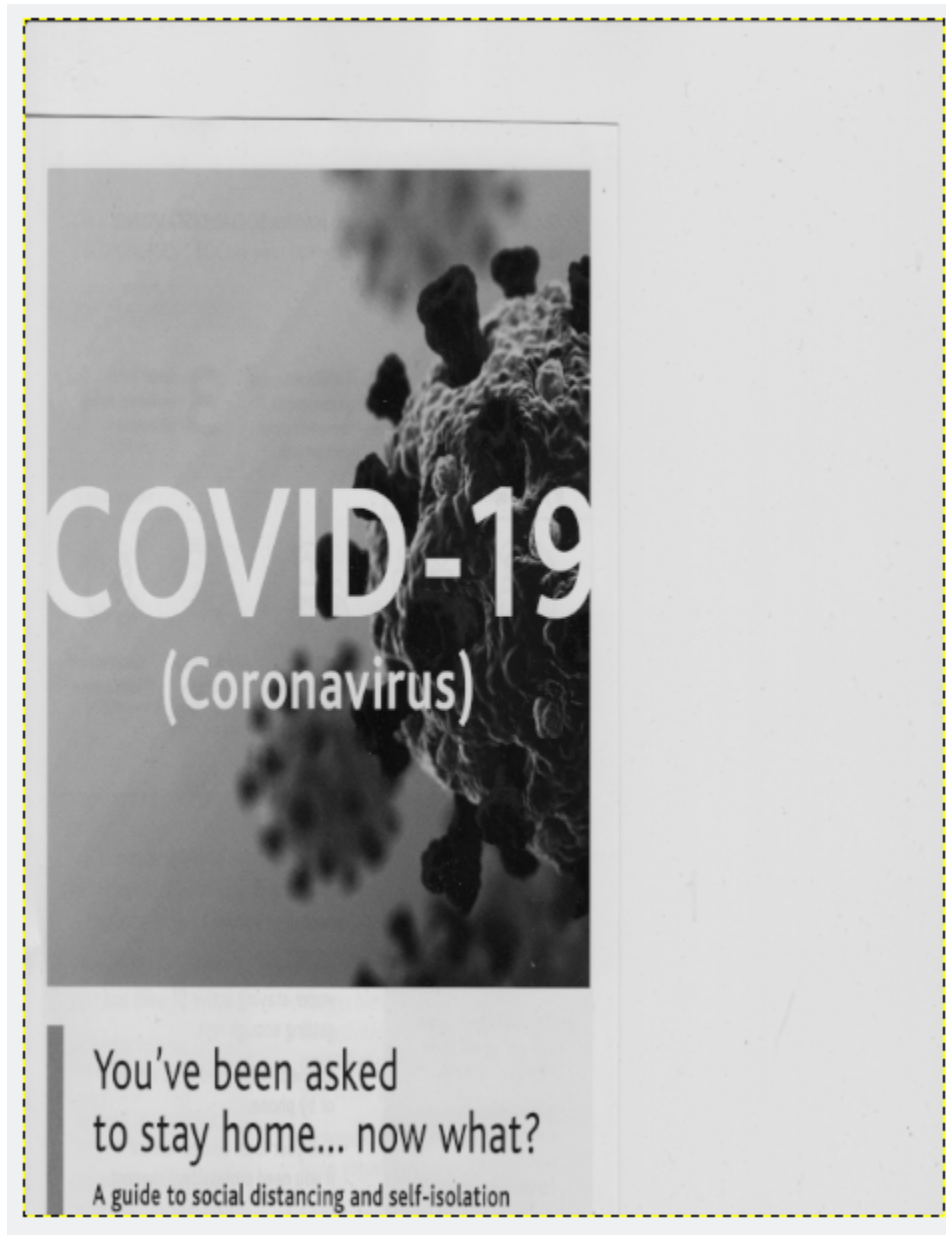 COVID-19
(Coronavirus)
You've been asked
to stay home... now what?
A guide to social distancing and self-isolation